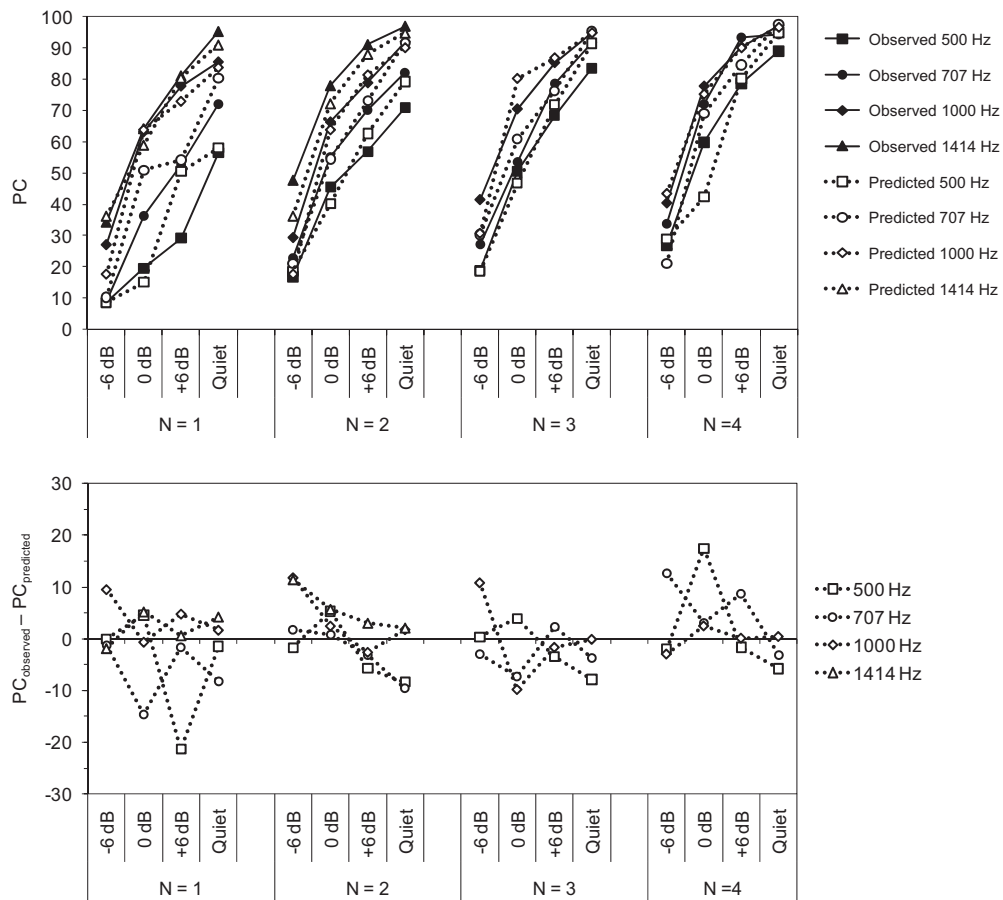 PC
100
90
80
70
60
50
40
30
20
10
0
-6 dB
0 dB
+6 dB
Quiet
-6 dB
0 dB
+6 dB
Quiet
-6 dB
0 dB
+6 dB
Quiet
-6 dB
0 dB
+6 dB
Quiet
N = 1
N = 2
N = 3
N =4
Observed 500 Hz
Observed 707 Hz
Observed 1000 Hz
Observed 1414 Hz
Predicted 500 Hz
Predicted 707 Hz
Predicted 1000 Hz
Predicted 1414 Hz
PCobserved – PCpredicted
30
20
10
0
-10
-20
-30
-6 dB
0 dB
+6 dB
Quiet
-6 dB
0 dB
+6 dB
Quiet
-6 dB
0 dB
+6 dB
Quiet
-6 dB
0 dB
+6 dB
Quiet
N = 1
N = 2
N = 3
N =4
500 Hz
707 Hz
1000 Hz
1414 Hz